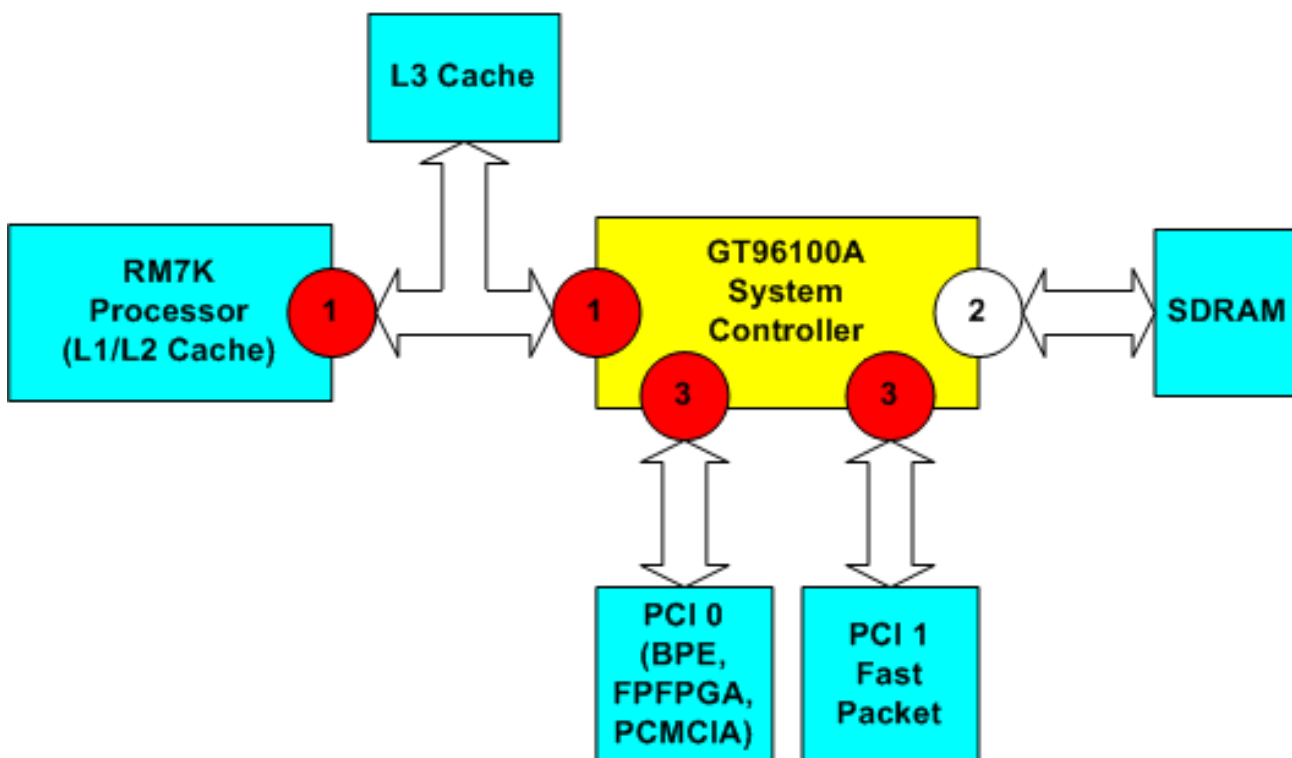 L3 Cache
RM7K
Processor
(L1/L2 Cache)
1
1
GT96100A
System
Controller
2
SDRAM
3
3
PCI 0
(BPE,
FPFPGA,
PCMCIA)
PCI 1
Fast
Packet